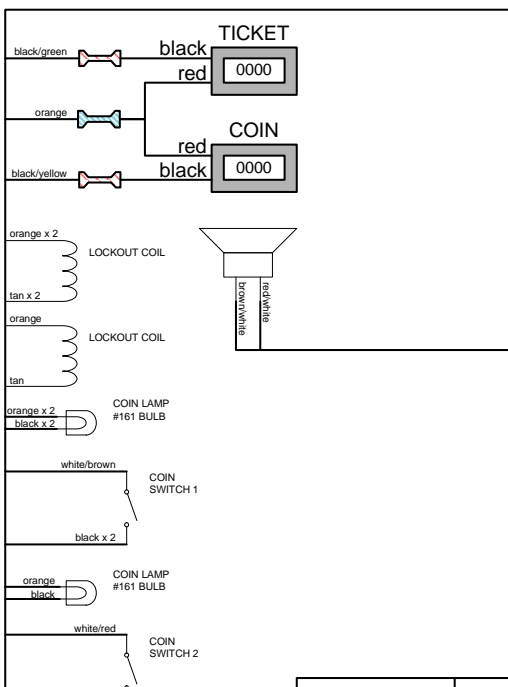 TICKET
black/green
black
red
0000
orange
COIN
red
0000
black/yellow
black
orange x 2
LOCKOUT COIL
tan x 2
orange
LOCKOUT COIL
tan
brown/white
red/white
COIN LAMP
#161 BULB
orange x 2
black x 2
white/brown
COIN
SWITCH 1
black x 2
COIN LAMP
#161 BULB
orange
black
white/red
COIN
SWITCH 2